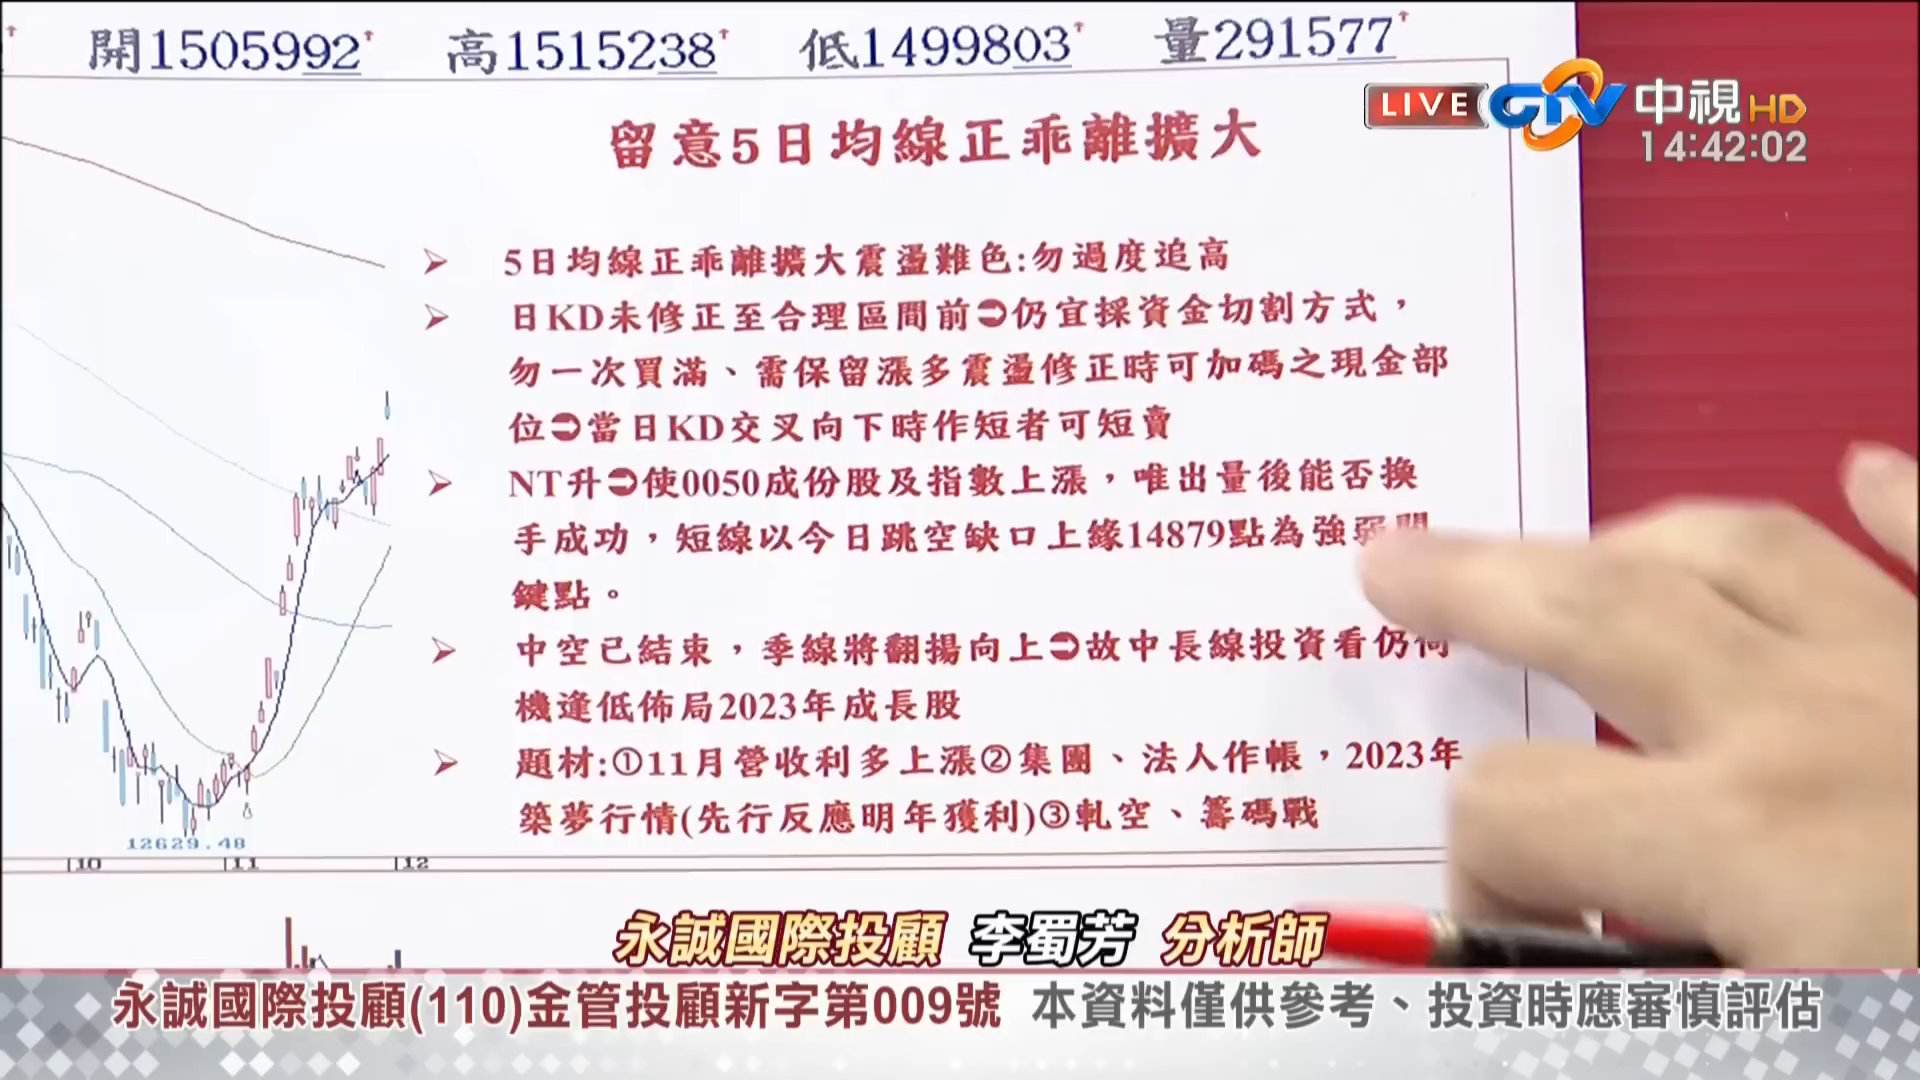 開1505992 高1515238 低1499803 量291577
LIVE CTV 中視HD
14:42:02
留意5日均線正乖離擴大
➢ 5日均線正乖離擴大震盪難色:勿過度追高
➢ 日KD未修正至合理區間前➲仍宜採資金切割方式，
勿一次買滿、需保留漲多震盪修正時可加碼之現金部
位➲當日KD交叉向下時作短者可短賣
➢ NT升➲使0050成份股及指數上漲，唯出量後能否換
手成功，短線以今日跳空缺口上緣14879點為強弱關
鍵點。
➢ 中空已結束，季線將翻揚向上➲故中長線投資看仍伺
機逢低佈局2023年成長股
➢ 題材:①11月營收利多上漲②集團、法人作帳，2023年
築夢行情(先行反應明年獲利)③軋空、籌碼戰
12629.48
10 11 12
永誠國際投顧 李蜀芳 分析師
永誠國際投顧(110)金管投顧新字第009號 本資料僅供參考、投資時應審慎評估